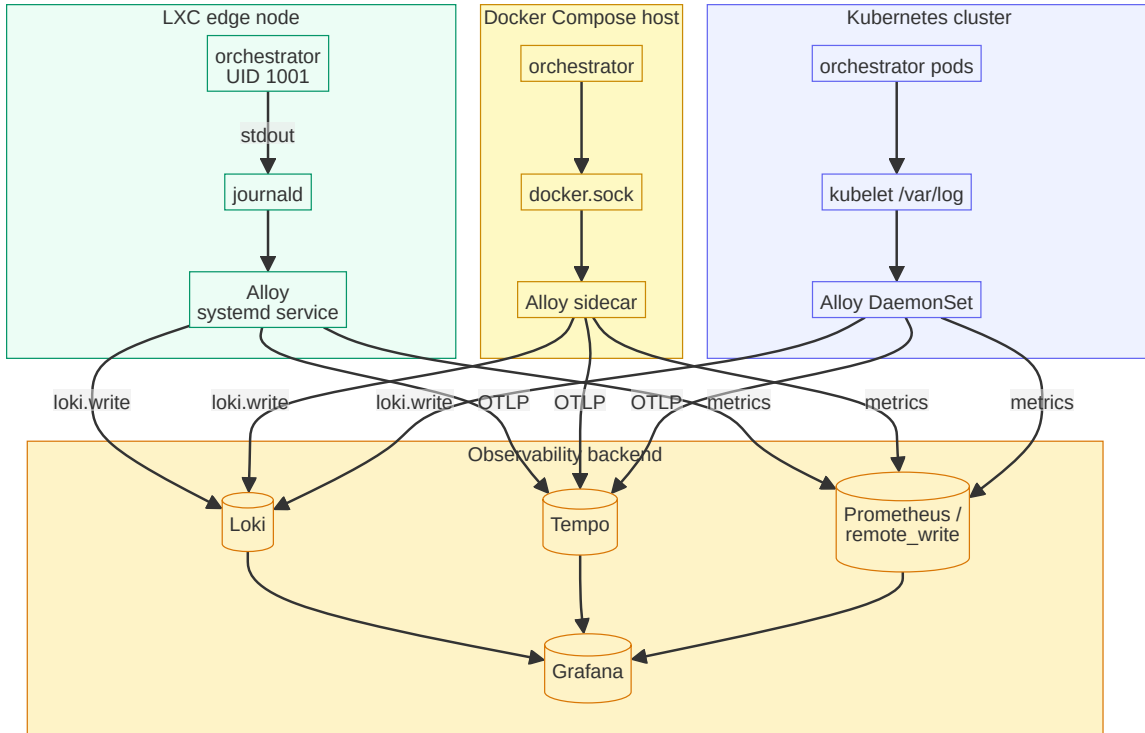 LXC edge node
Docker Compose host
Kubernetes cluster
orchestrator
UID 1001
orchestrator
orchestrator pods
stdout
journald
docker.sock
kubelet /var/log
Alloy
systemd service
Alloy sidecar
Alloy DaemonSet
loki.write
loki.write
loki.write
OTLP
OTLP
OTLP
metrics
metrics
metrics
Observability backend
Loki
Tempo
Prometheus /
remote_write
Grafana